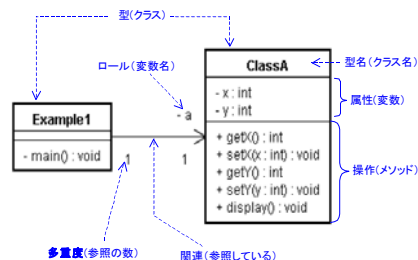 型(クラス)
ロール(変数名)
ClassA
型名(クラス名)
- x : int
- y : int
属性(変数)
Example1
- a
- main() : void
1
1
+ getX() : int
+ setX(x : int) : void
+ getY() : int
+ setY(y : int) : void
+ display() : void
操作(メソッド)
多重度(参照の数)
関連(参照している)